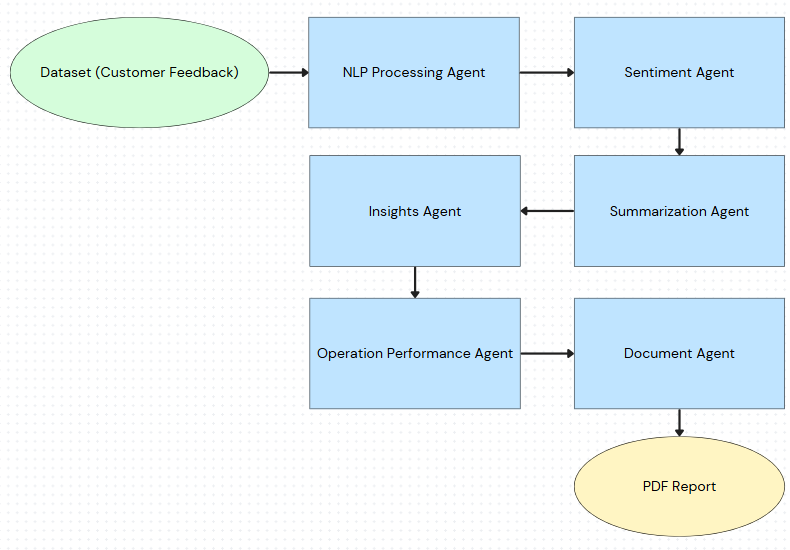 Dataset (Customer Feedback)
NLP Processing Agent
Sentiment Agent
Insights Agent
Summarization Agent
Operation Performance Agent
Document Agent
PDF Report